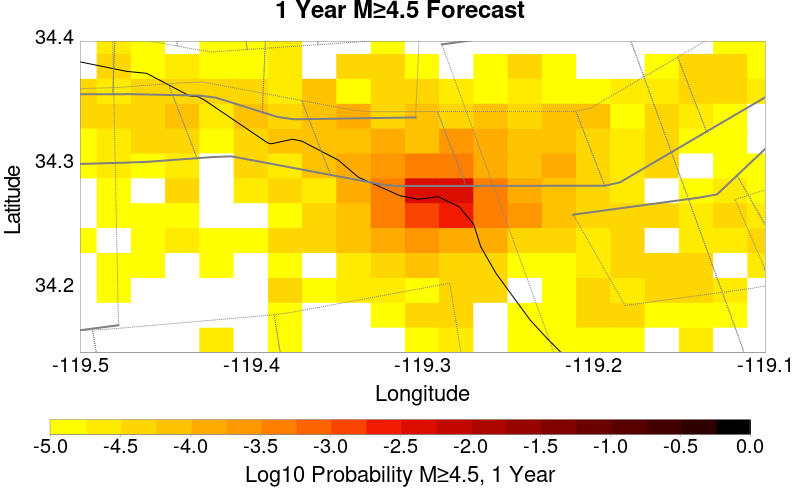 1 Year M≥4.5 Forecast
34.4
34.3
34.2
Latitude
-119.5 -119.4 -119.3 -119.2 -119.1
Longitude
-5.0 -4.5 -4.0 -3.5 -3.0 -2.5 -2.0 -1.5 -1.0 -0.5 0.0
Log10 Probability M≥4.5, 1 Year